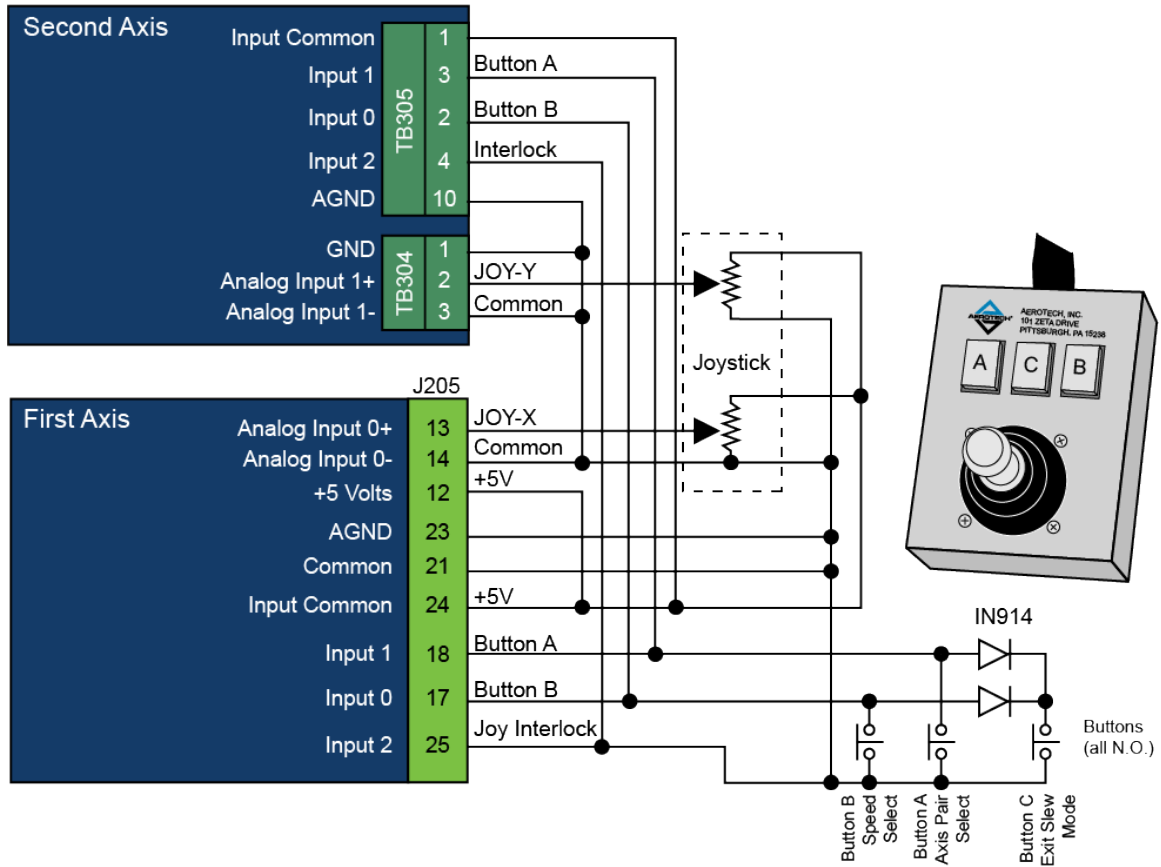 Second Axis
Input Common 1
Input 1 3 Button A
Input 0 2 Button B
Input 2 4 Interlock
AGND 10
TB305
GND 1
Analog Input 1+ 2 JOY-Y
Analog Input 1- 3 Common
TB304
Joystick
J205
First Axis
Analog Input 0+ 13 JOY-X
Analog Input 0- 14 Common
+5 Volts 12 +5V
AGND 23
Common 21
Input Common 24 +5V
Input 1 18 Button A
Input 0 17 Button B
Input 2 25 Joy Interlock
AEROTECH
AEROTECH, INC.
101 ZETA DRIVE
PITTSBURGH, PA 15238
A C B
IN914
Buttons
(all N.O.)
Button B
Speed
Select
Button A
Axis Pair
Select
Button C
Exit Slew
Mode